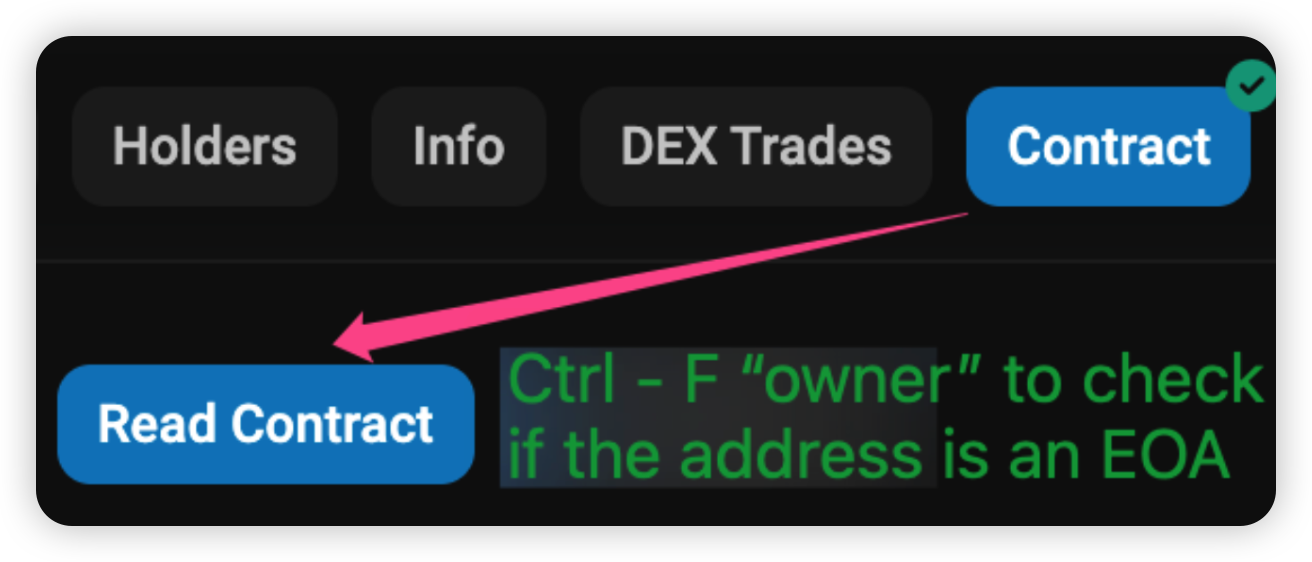 Holders
Info
DEX Trades
Contract
Read Contract
Ctrl - F “owner” to check
if the address is an EOA